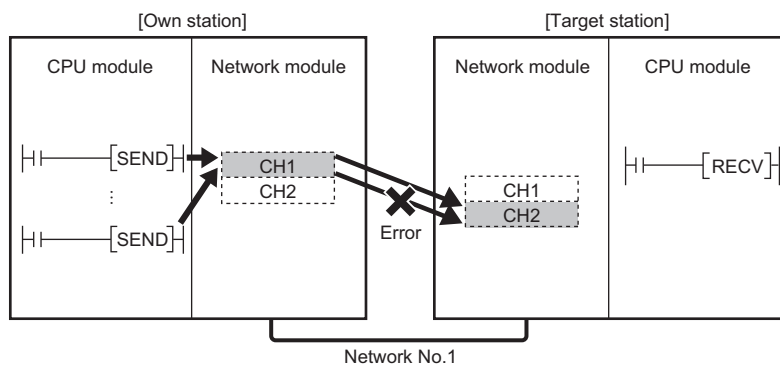 [Own station]
[Target station]
CPU module
Network module
Network module
CPU module
SEND
CH1
CH2
⋮
SEND
Error
CH1
CH2
RECV
Network No.1